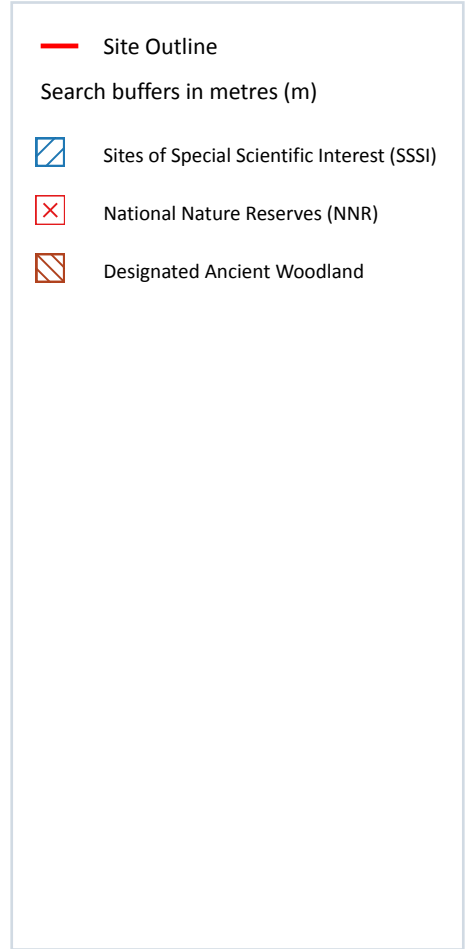 Site Outline
Search buffers in metres (m)
Sites of Special Scientific Interest (SSSI)
National Nature Reserves (NNR)
Designated Ancient Woodland